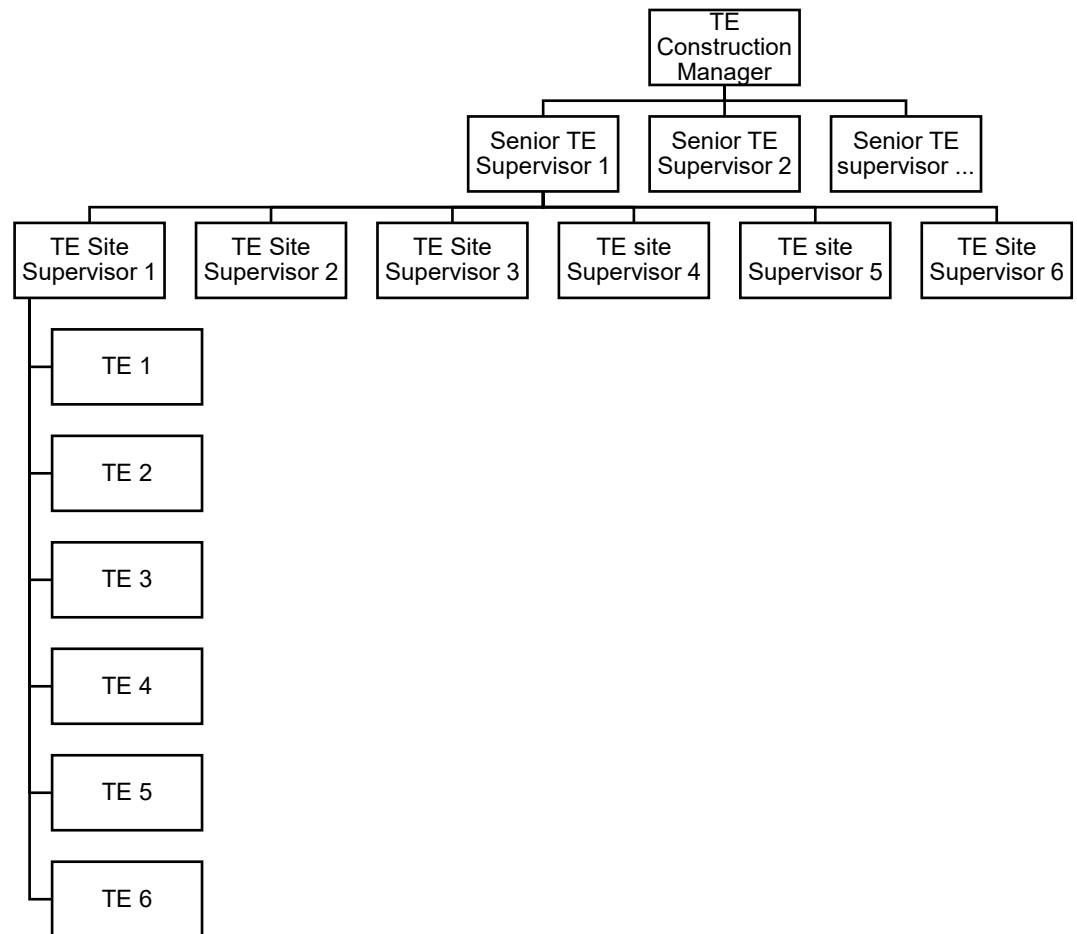 TE
Construction
Manager
Senior TE
Supervisor 1
Senior TE
Supervisor 2
Senior TE
supervisor ...
TE Site
Supervisor 1
TE Site
Supervisor 2
TE Site
Supervisor 3
TE site
Supervisor 4
TE site
Supervisor 5
TE Site
Supervisor 6
TE 1
TE 2
TE 3
TE 4
TE 5
TE 6